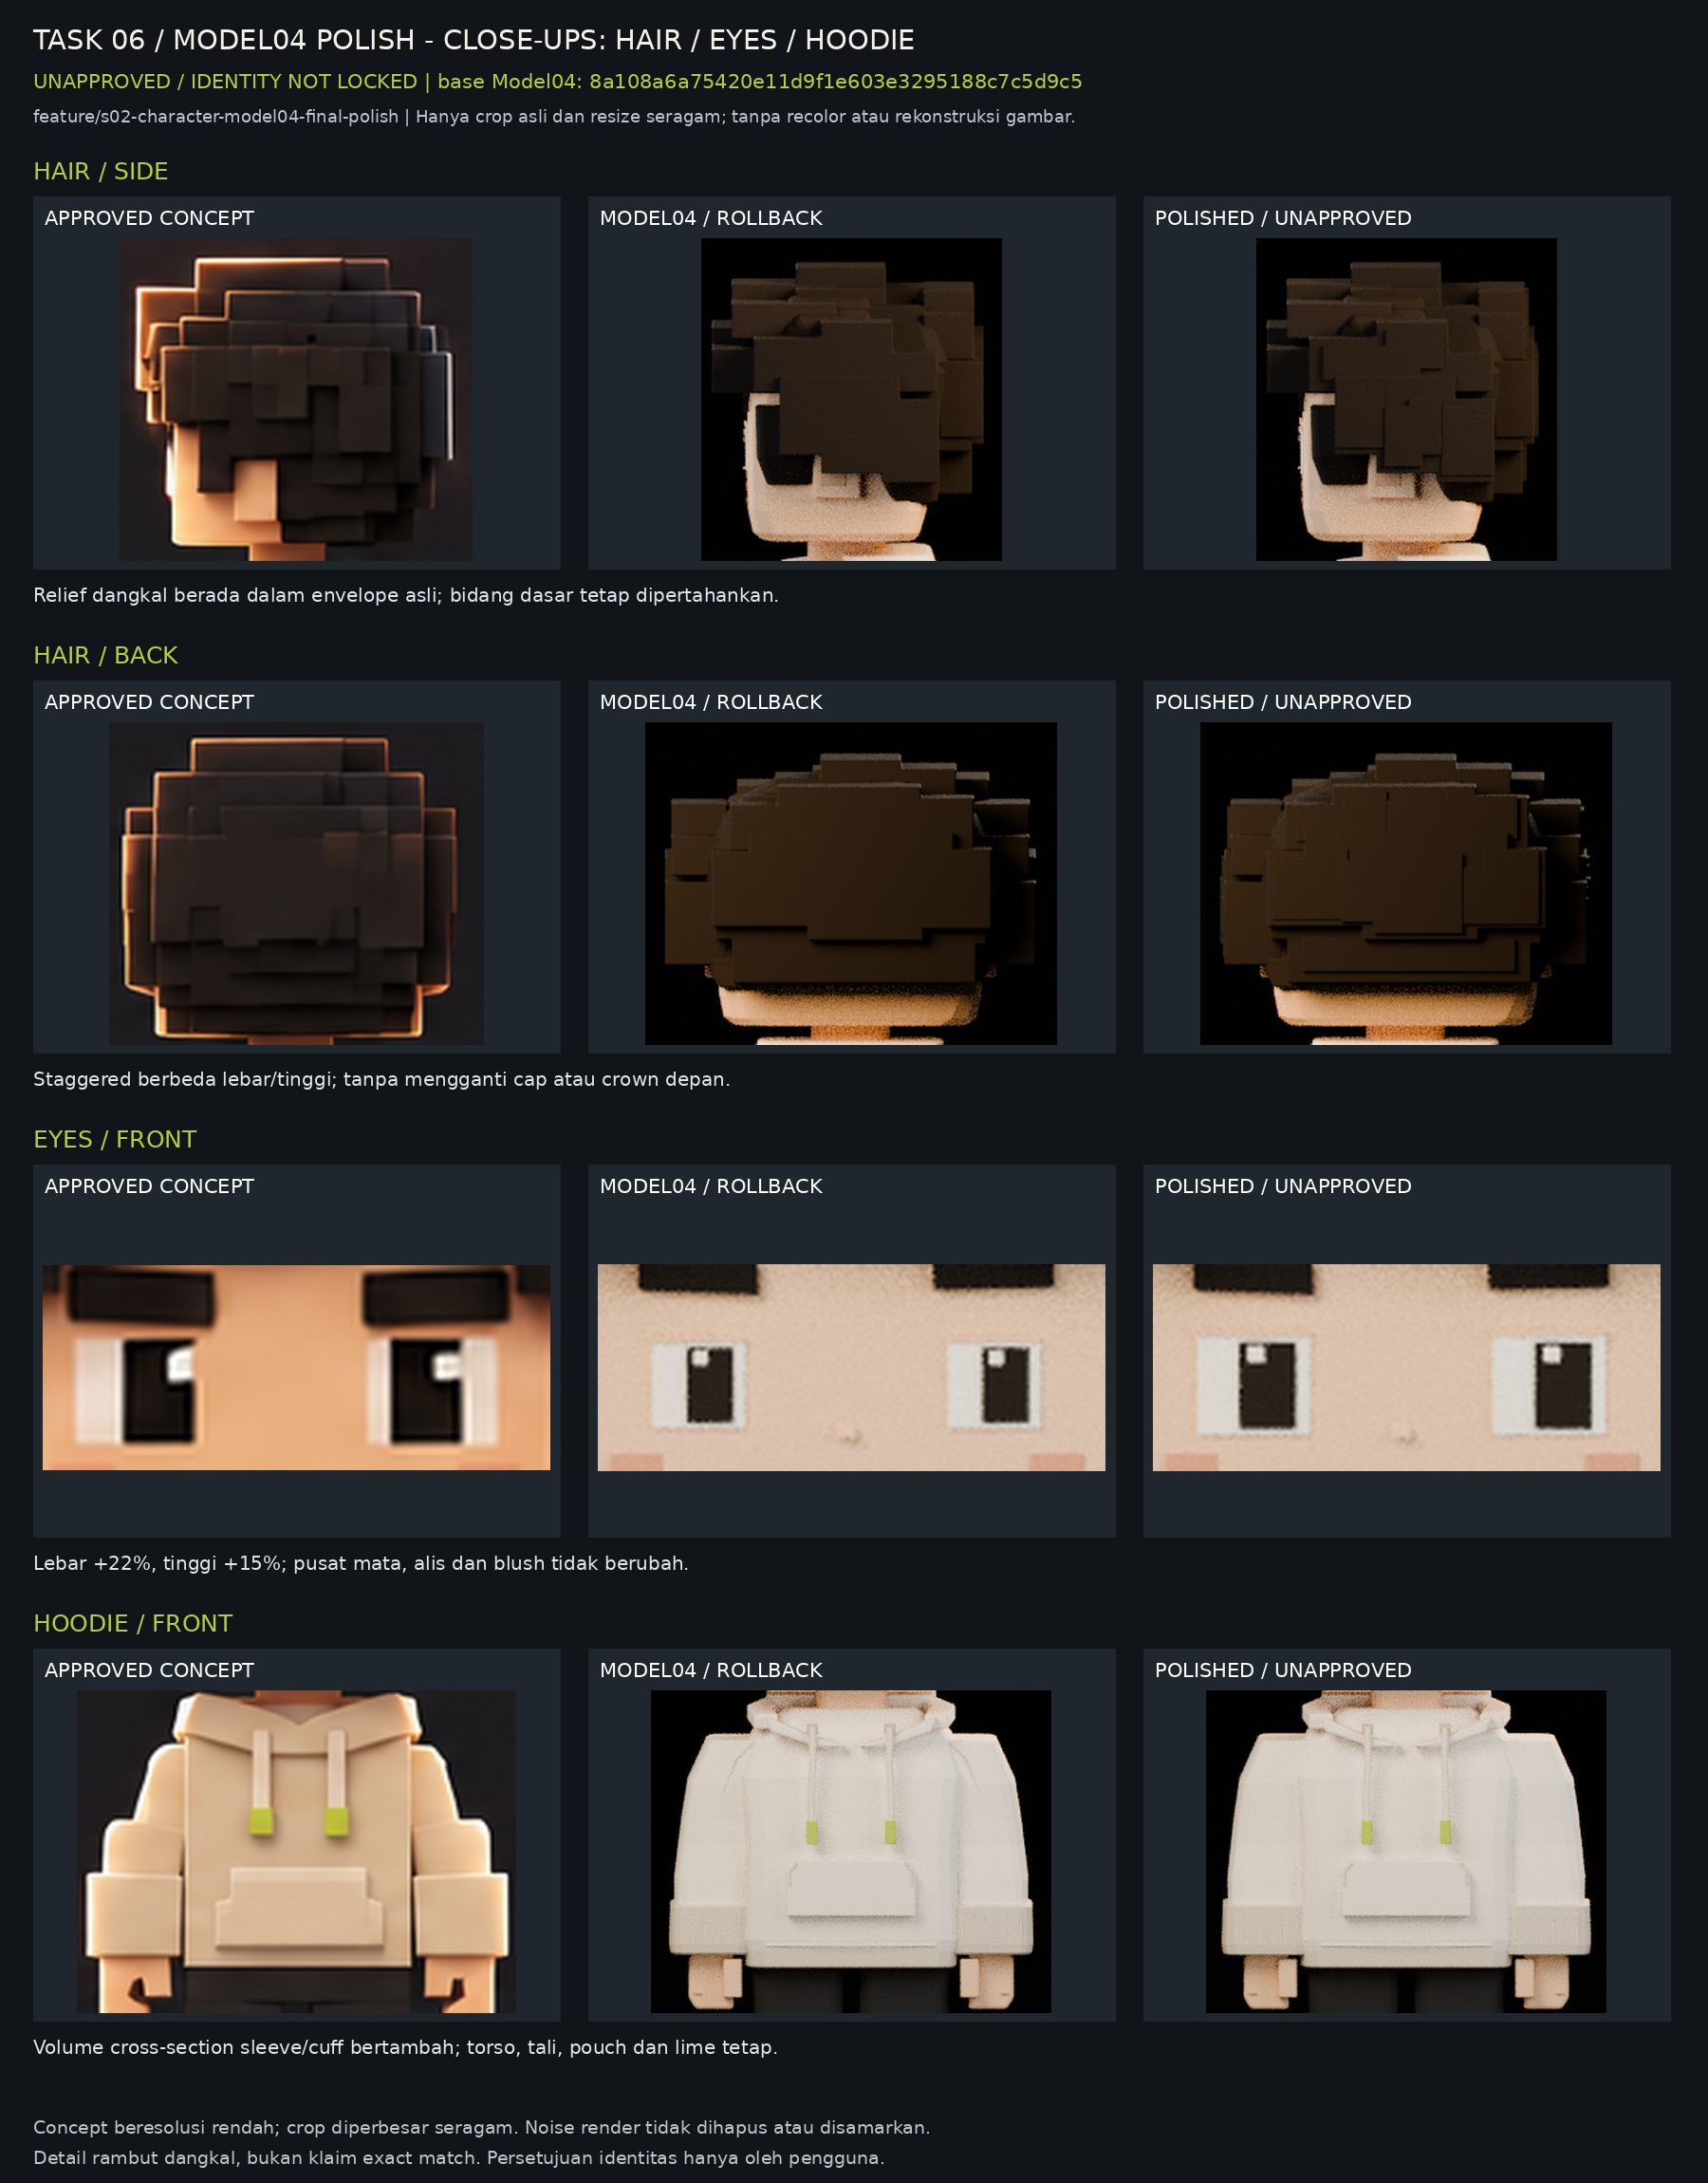 TASK 06 / MODEL04 POLISH - CLOSE-UPS: HAIR / EYES / HOODIE
UNAPPROVED / IDENTITY NOT LOCKED | base Model04: 8a108a6a75420e11d9f1e603e3295188c7c5d9c5
feature/s02-character-model04-final-polish | Hanya crop asli dan resize seragam; tanpa recolor atau rekonstruksi gambar.
HAIR / SIDE
APPROVED CONCEPT
MODEL04 / ROLLBACK
POLISHED / UNAPPROVED
Relief dangkal berada dalam envelope asli; bidang dasar tetap dipertahankan.
HAIR / BACK
APPROVED CONCEPT
MODEL04 / ROLLBACK
POLISHED / UNAPPROVED
Staggered berbeda lebar/tinggi; tanpa mengganti cap atau crown depan.
EYES / FRONT
APPROVED CONCEPT
MODEL04 / ROLLBACK
POLISHED / UNAPPROVED
Lebar +22%, tinggi +15%; pusat mata, alis dan blush tidak berubah.
HOODIE / FRONT
APPROVED CONCEPT
MODEL04 / ROLLBACK
POLISHED / UNAPPROVED
Volume cross-section sleeve/cuff bertambah; torso, tali, pouch dan lime tetap.
Concept beresolusi rendah; crop diperbesar seragam. Noise render tidak dihapus atau disamarkan.
Detail rambut dangkal, bukan klaim exact match. Persetujuan identitas hanya oleh pengguna.